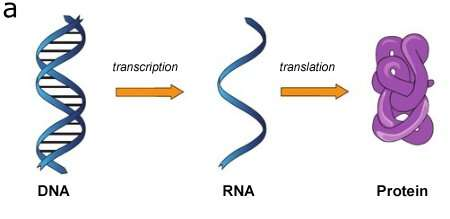 a
transcription
translation
DNA
RNA
Protein